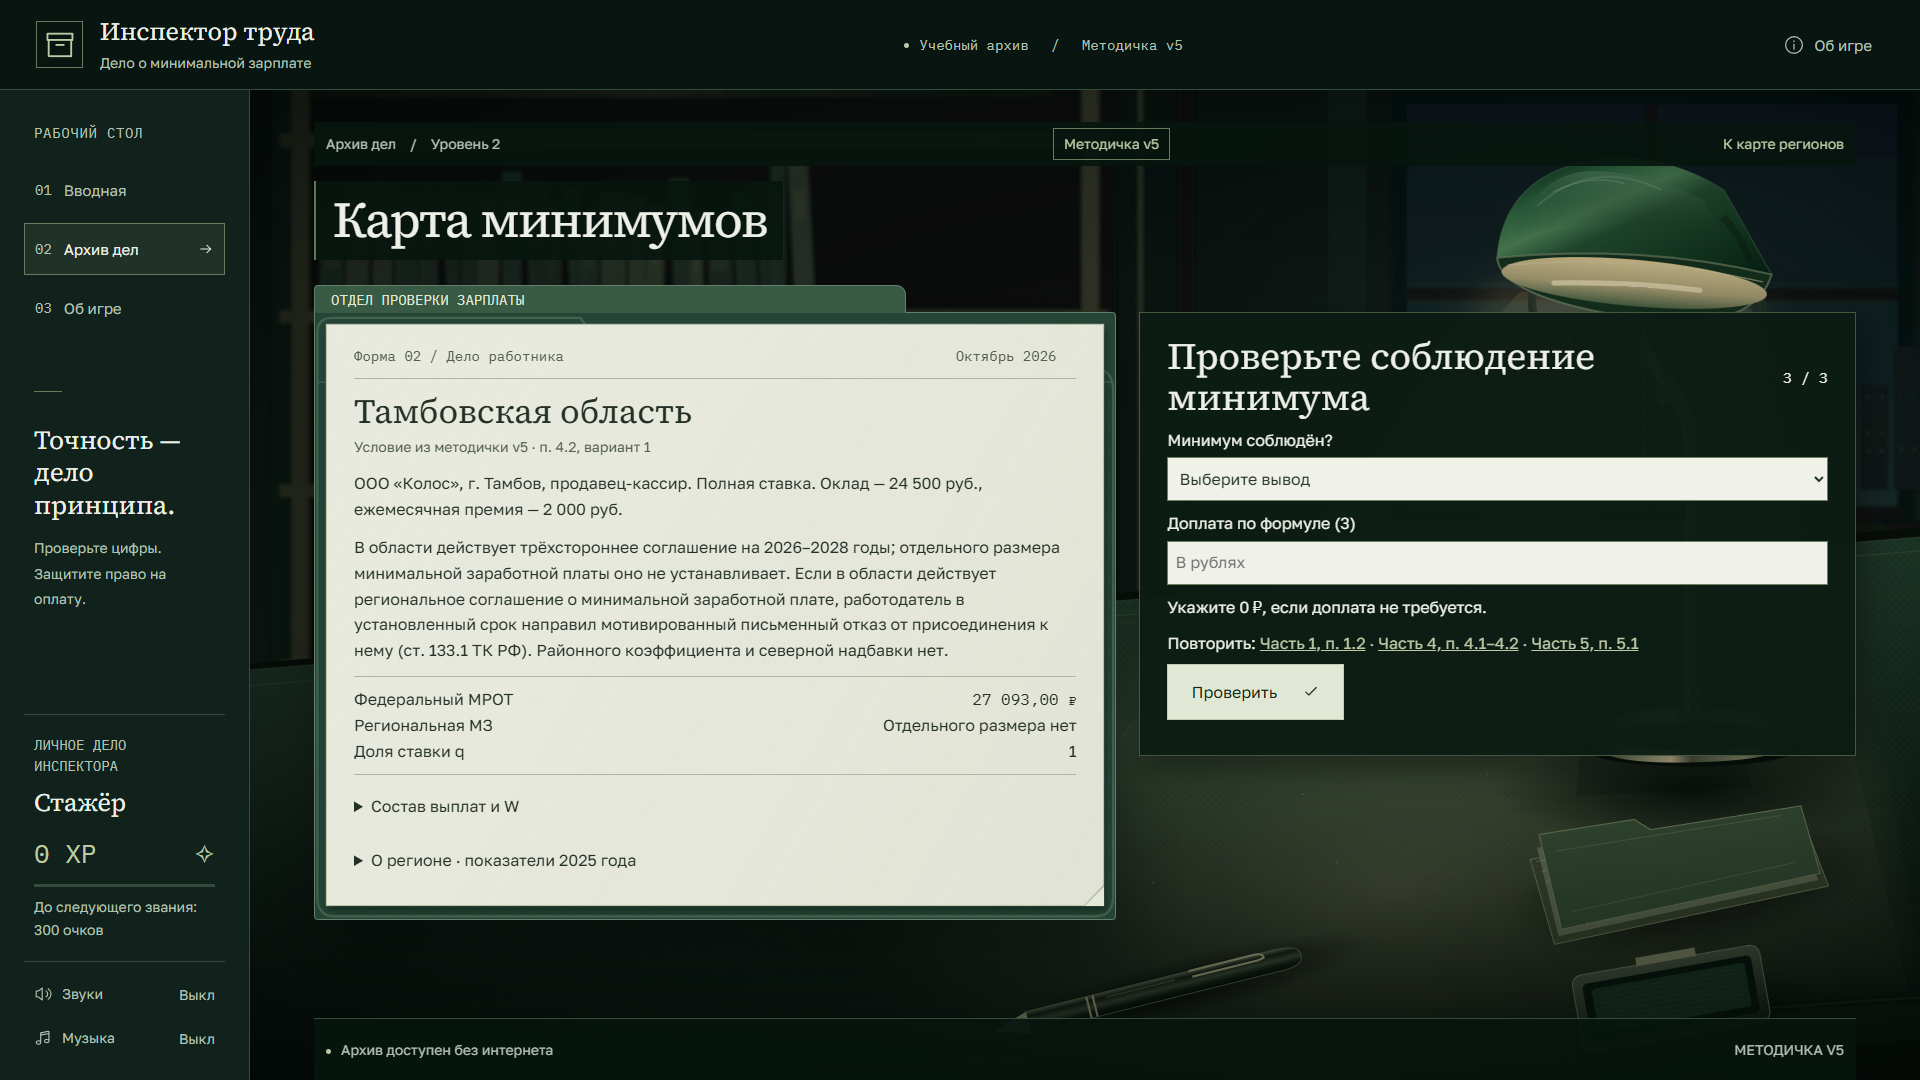 Инспектор труда
Дело о минимальной зарплате
Учебный архив / Методичка v5
Об игре
РАБОЧИЙ СТОЛ
01 Вводная
02 Архив дел
03 Об игре
Точность —
дело
принципа.
Проверьте цифры.
Защитите право на
оплату.
ЛИЧНОЕ ДЕЛО
ИНСПЕКТОРА
Стажёр
0 XP
До следующего звания:
300 очков
Звуки Выкл
Музыка Выкл
Архив дел / Уровень 2
Методичка v5
К карте регионов
Карта минимумов
ОТДЕЛ ПРОВЕРКИ ЗАРПЛАТЫ
Форма 02 / Дело работника Октябрь 2026
Тамбовская область
Условие из методички v5 · п. 4.2, вариант 1
ООО «Колос», г. Тамбов, продавец-кассир. Полная ставка. Оклад — 24 500 руб.,
ежемесячная премия — 2 000 руб.
В области действует трёхстороннее соглашение на 2026–2028 годы; отдельного размера
минимальной заработной платы оно не устанавливает. Если в области действует
региональное соглашение о минимальной заработной плате, работодатель в
установленный срок направил мотивированный письменный отказ от присоединения к
нему (ст. 133.1 ТК РФ). Районного коэффициента и северной надбавки нет.
Федеральный МРОТ 27 093,00 ₽
Региональная МЗ Отдельного размера нет
Доля ставки q 1
Состав выплат и W
О регионе · показатели 2025 года
Проверьте соблюдение
минимума
3 / 3
Минимум соблюдён?
Выберите вывод
Доплата по формуле (3)
В рублях
Укажите 0 ₽, если доплата не требуется.
Повторить: Часть 1, п. 1.2 · Часть 4, п. 4.1–4.2 · Часть 5, п. 5.1
Проверить
Архив доступен без интернета
МЕТОДИЧКА V5